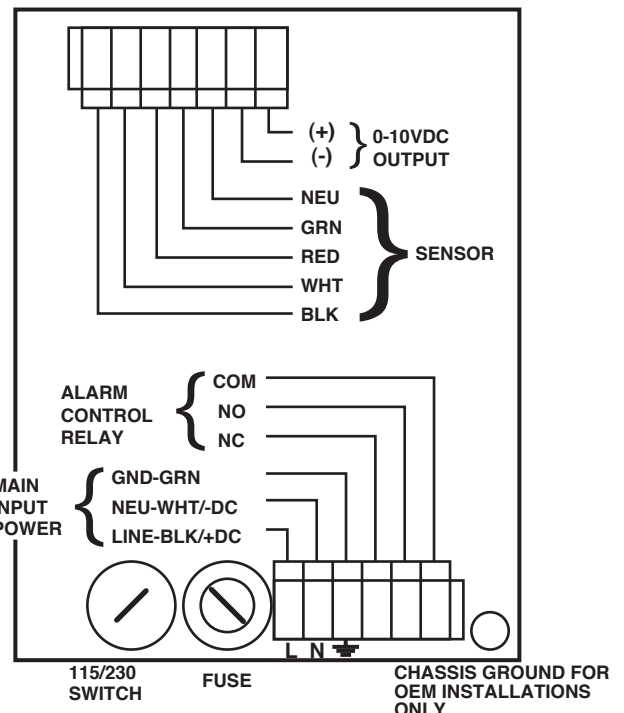 (+)
(-)
0-10VDC
OUTPUT
NEU
GRN
RED
WHT
BLK
SENSOR
ALARM
CONTROL
RELAY
COM
NO
NC
MAIN
INPUT
POWER
GND-GRN
NEU-WHT/-DC
LINE-BLK/+DC
L N
115/230
SWITCH
FUSE
CHASSIS GROUND FOR
OEM INSTALLATIONS
ONLY